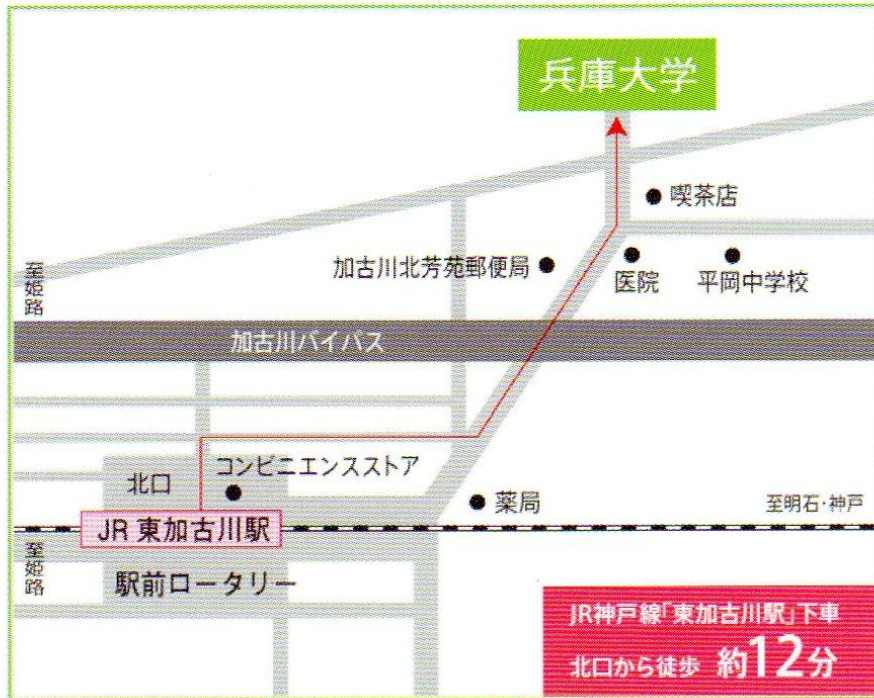 兵庫大学
喫茶店
加古川北芳苑郵便局
医院
平岡中学校
至姫路
加古川バイパス
コンビニエンスストア
北口
薬局
至明石・神戸
JR 東加古川駅
至姫路
駅前ロータリー
JR神戸線「東加古川駅」下車
北口から徒歩 約12分